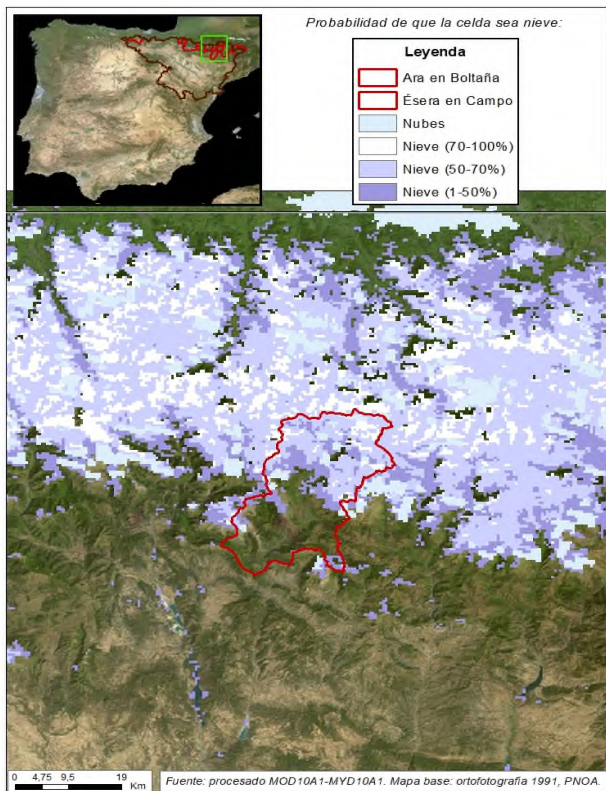 Probabilidad de que la celda sea nieve:
Leyenda
Ara en Boltaña
Ésera en Campo
Nubes
Nieve (70-100%)
Nieve (50-70%)
Nieve (1-50%)
0 4,75 9,5 19
Km
Fuente: procesado MOD10A1-MYD10A1. Mapa base: ortofotografía 1991, PNOA.